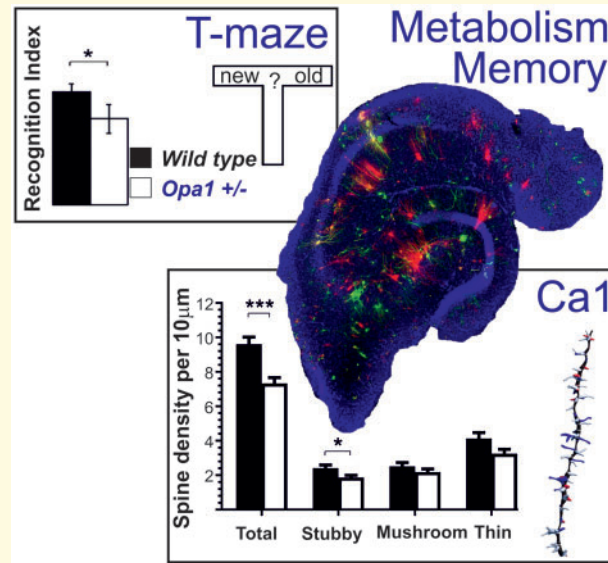 T-maze
Metabolism
Memory
Recognition Index
*
new ? old
Wild type
Opa1 +/-
Ca1
Spine density per 10µm
12
10
8
6
4
2
***
*
Total Stubby Mushroom Thin